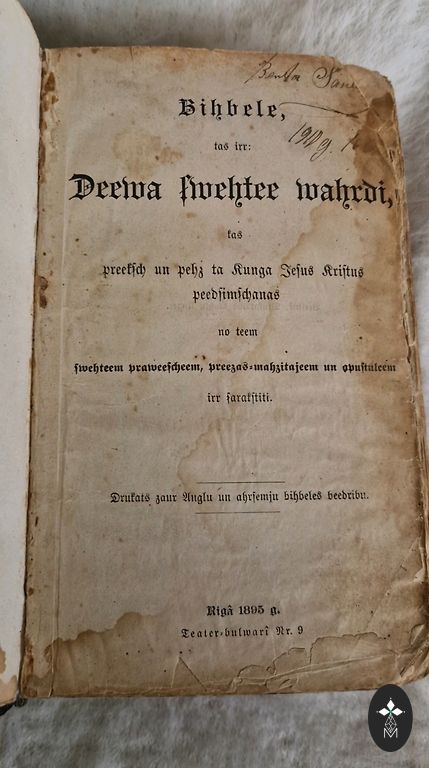 Bihbele,
tas irr:
Deewa ſwehtee wahrdi,
kas
preekſch un pehz ta Kunga Jeſus Kriſtus
peedſimſchanas
no teem
ſwehteem praweeſcheem, preezas-mahzitajeem un apuſtuleem
irr ſarakſtiti.
Drukats zaur Anglu un ahrſemju bihbeles beedribu.
Rigâ 1895 g.
Teater-bulwarî Nr. 9
M